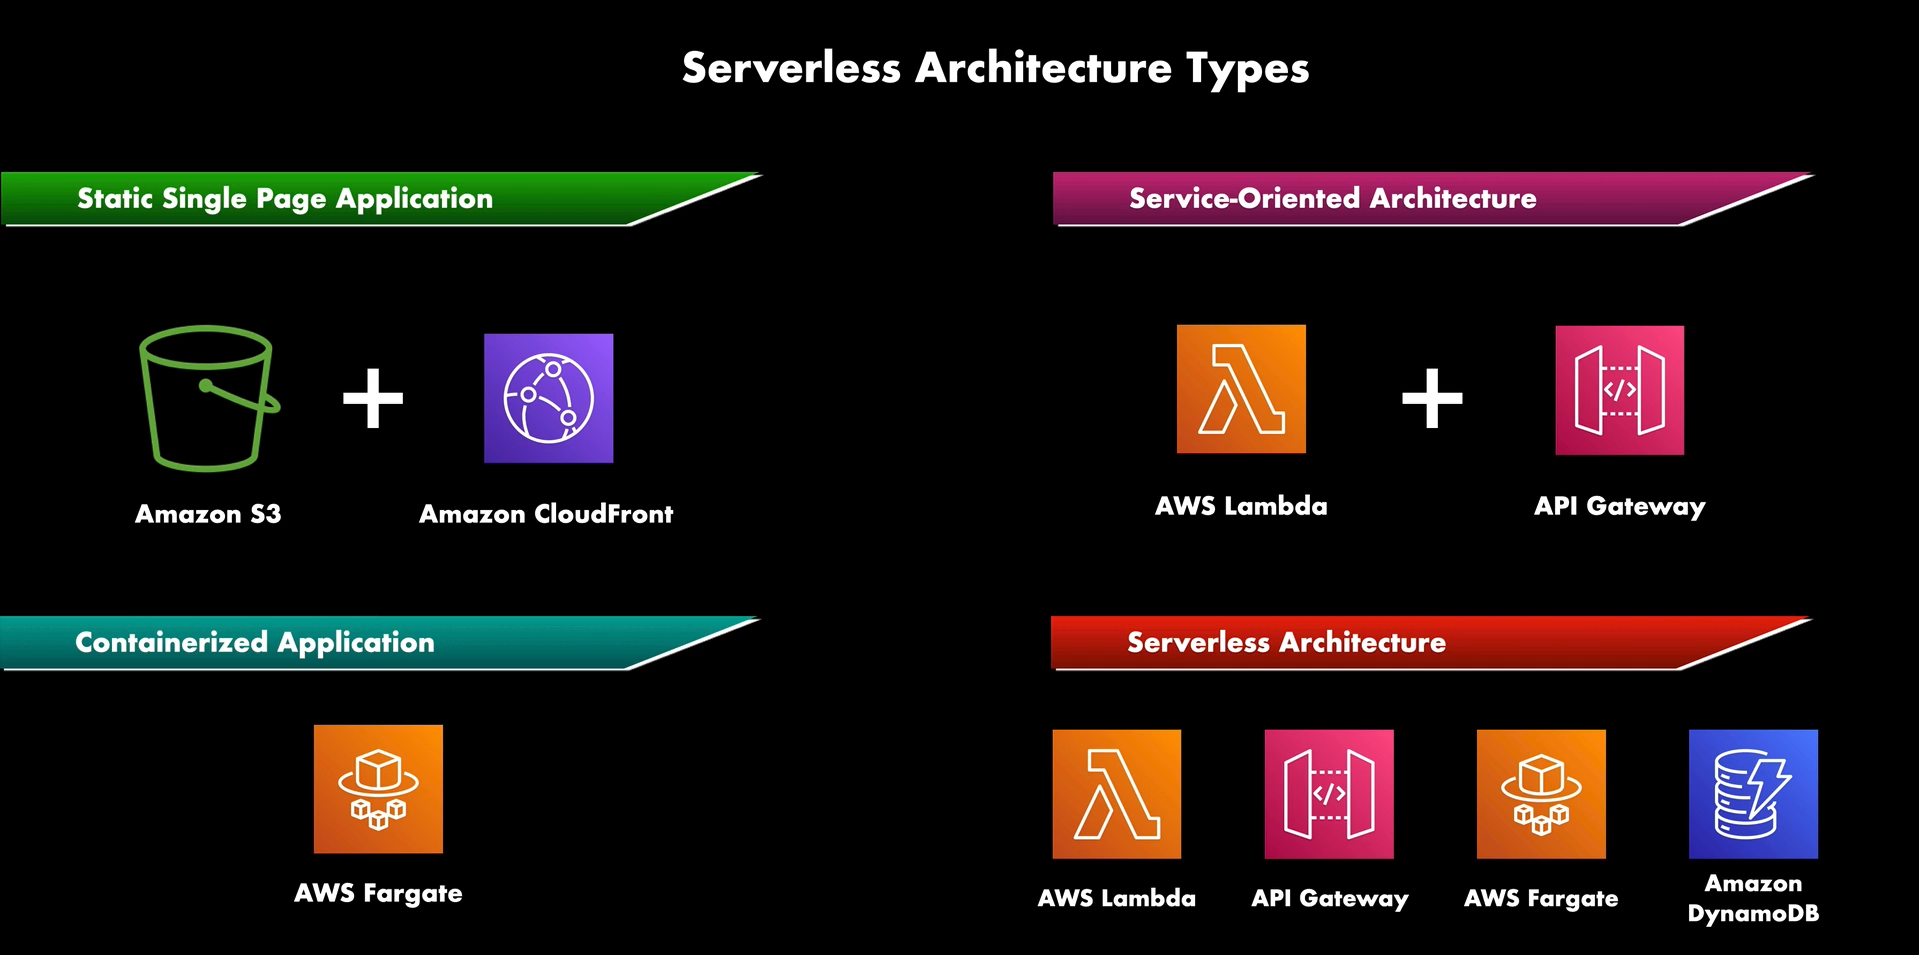 Serverless Architecture Types
Static Single Page Application
Service-Oriented Architecture
Amazon S3
Amazon CloudFront
AWS Lambda
API Gateway
Containerized Application
Serverless Architecture
AWS Fargate
AWS Lambda
API Gateway
AWS Fargate
Amazon
DynamoDB